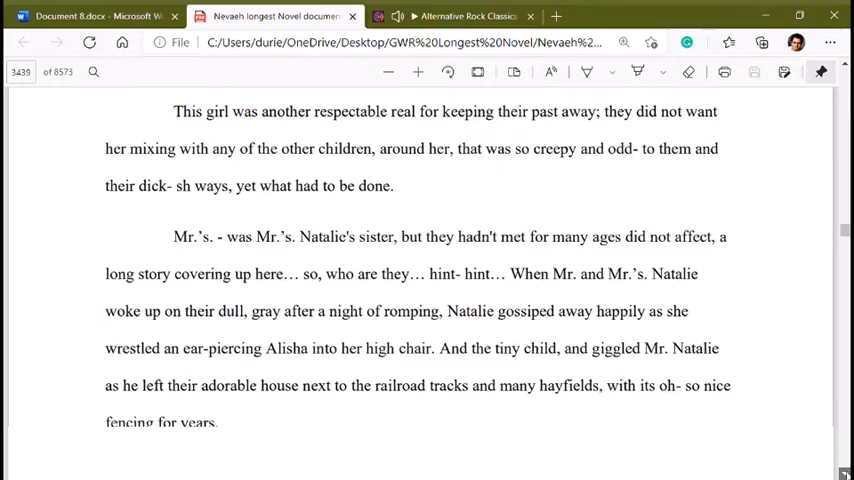 Document 8.docx - Microsoft W
Nevaeh longest Novel documen
Alternative Rock Classics
File
C:/Users/durie/OneDrive/Desktop/GWR%20Longest%20Novel/Nevaeh%2...
3439 of 8573
This girl was another respectable real for keeping their past away; they did not want
her mixing with any of the other children, around her, that was so creepy and odd- to them and
their dick- sh ways, yet what had to be done.
Mr.’s. - was Mr.’s. Natalie's sister, but they hadn't met for many ages did not affect, a
long story covering up here… so, who are they… hint- hint… When Mr. and Mr.’s. Natalie
woke up on their dull, gray after a night of romping, Natalie gossiped away happily as she
wrestled an ear-piercing Alisha into her high chair. And the tiny child, and giggled Mr. Natalie
as he left their adorable house next to the railroad tracks and many hayfields, with its oh- so nice
fencing for years.